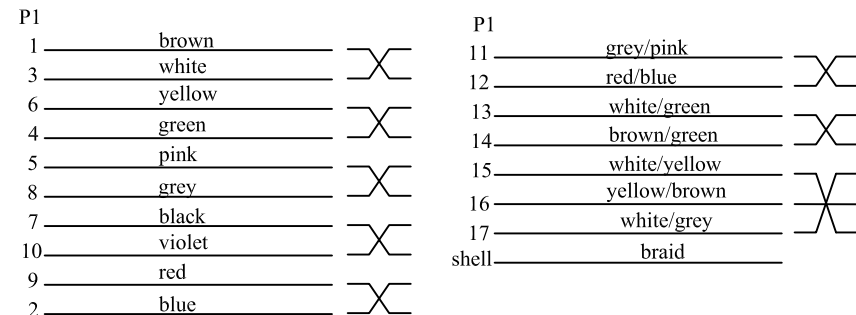 P1
1 brown
3 white
6 yellow
4 green
5 pink
8 grey
7 black
10 violet
9 red
2 blue
P1
11 grey/pink
12 red/blue
13 white/green
14 brown/green
15 white/yellow
16 yellow/brown
17 white/grey
shell braid